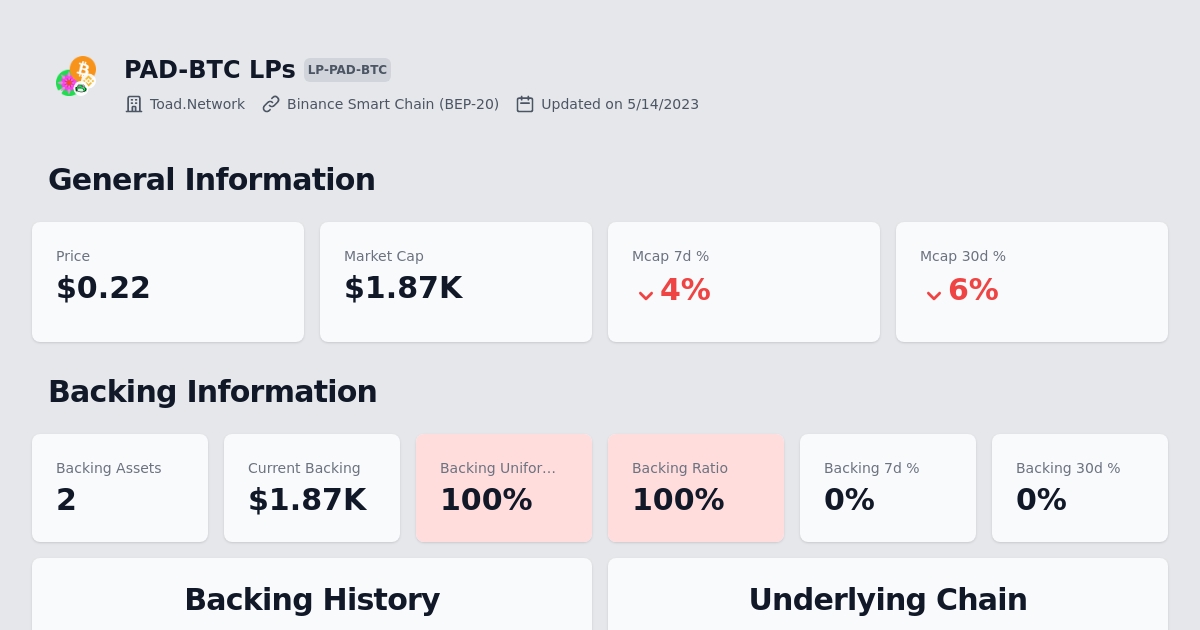 PAD-BTC LPs LP-PAD-BTC
Toad.Network Binance Smart Chain (BEP-20) Updated on 5/14/2023
General Information
Price Market Cap Mcap 7d % Mcap 30d %
$0.22 $1.87K 4% 6%
Backing Information
Backing Assets Current Backing Backing Unifor... Backing Ratio Backing 7d % Backing 30d %
2 $1.87K 100% 100% 0% 0%
Backing History Underlying Chain